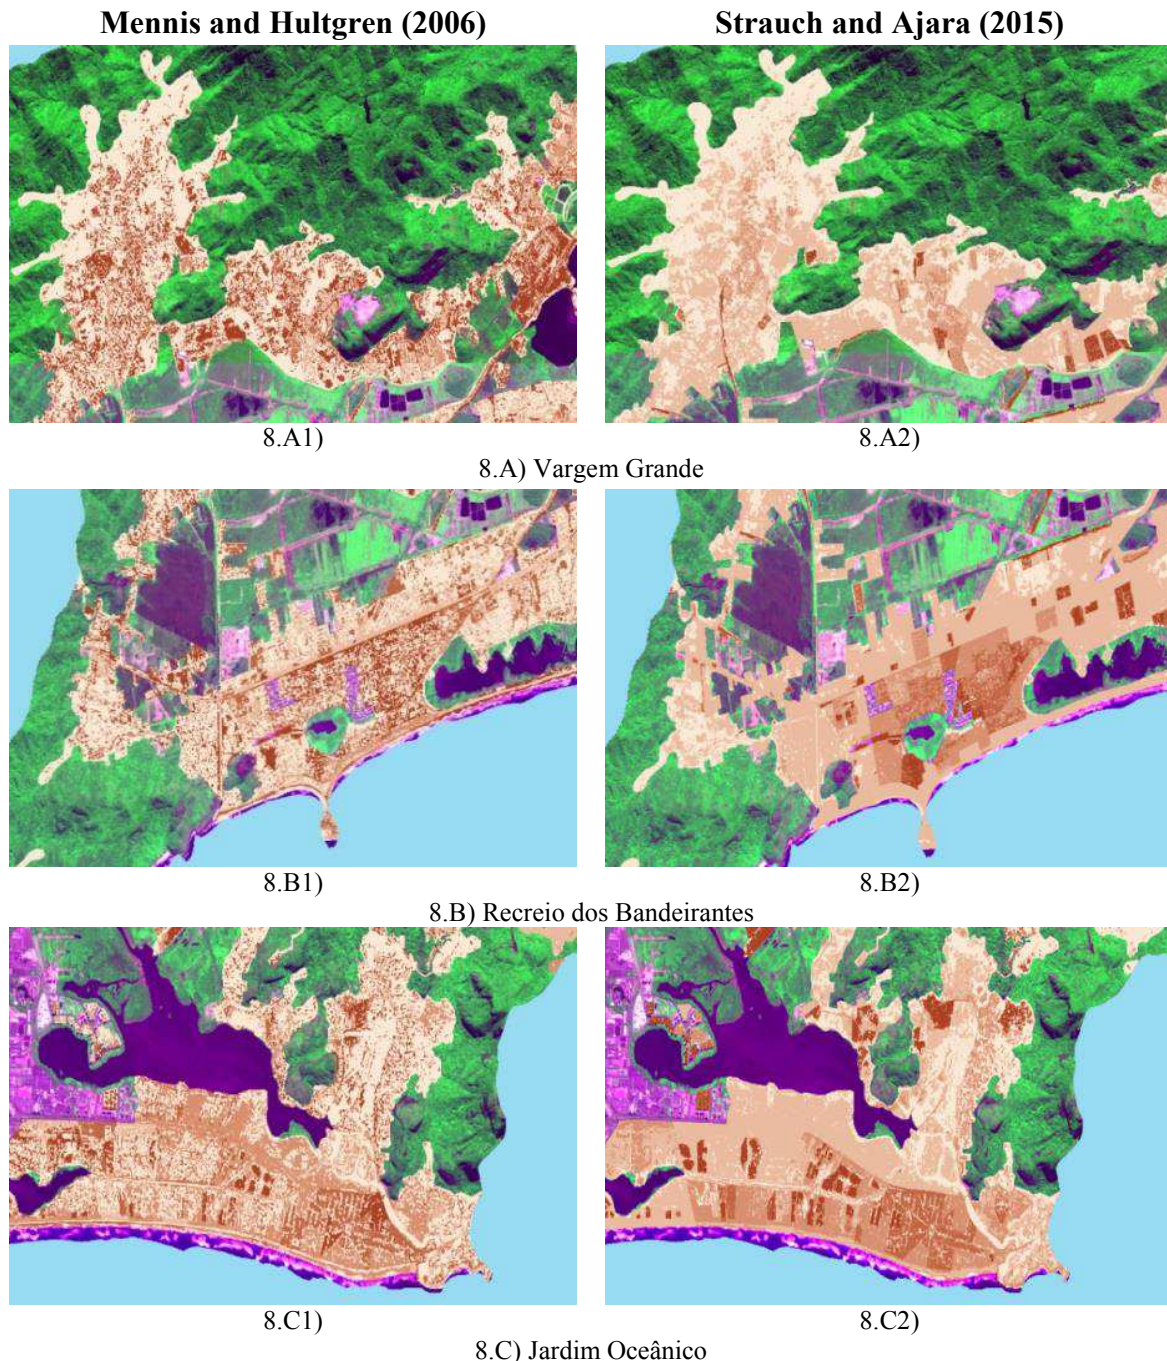 Mennis and Hultgren (2006) Strauch and Ajara (2015)
8.A1) 8.A2)
8.A) Vargem Grande
8.B1) 8.B2)
8.B) Recreio dos Bandeirantes
8.C1) 8.C2)
8.C) Jardim Oceânico